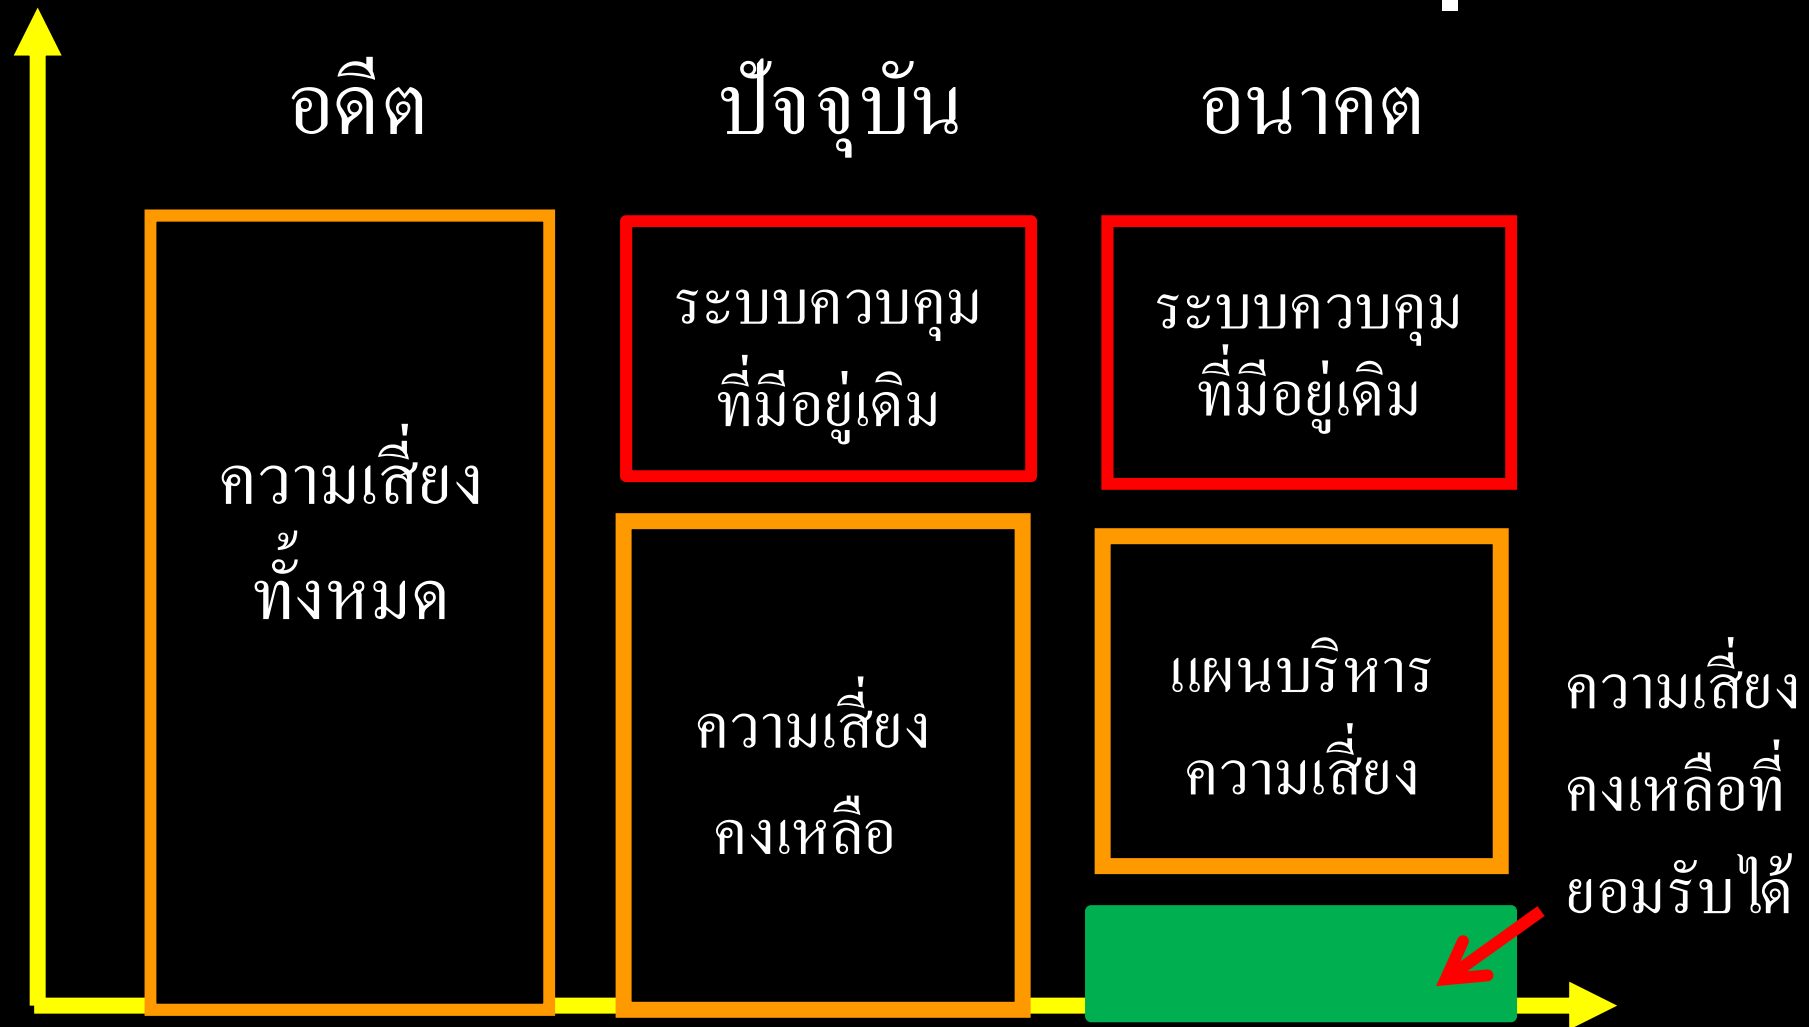 อดีต
ปัจจุบัน
อนาคต
ความเสี่ยง
ทั้งหมด
ระบบควบคุม
ที่มีอยู่เดิม
ความเสี่ยง
คงเหลือ
ระบบควบคุม
ที่มีอยู่เดิม
แผนบริหาร
ความเสี่ยง
ความเสี่ยง
คงเหลือที่
ยอมรับได้